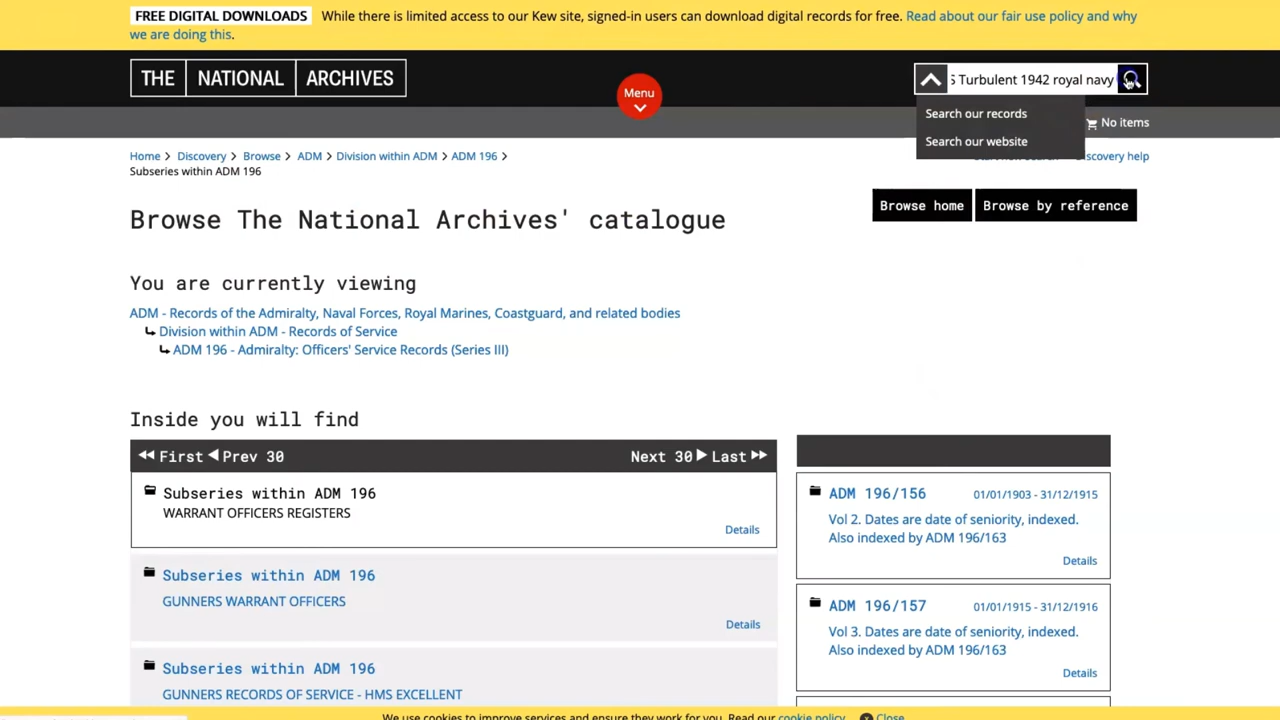 FREE DIGITAL DOWNLOADS While there is limited access to our Kew site, signed-in users can download digital records for free. Read about our fair use policy and why
we are doing this.
THE NATIONAL ARCHIVES
Menu
Turbulent 1942 royal navy
Search our records
Search our website
No items
Home > Discovery > Browse > ADM > Division within ADM > ADM 196 >
Subseries within ADM 196
Browse The National Archives' catalogue
Browse home
Browse by reference
You are currently viewing
ADM - Records of the Admiralty, Naval Forces, Royal Marines, Coastguard, and related bodies
Division within ADM - Records of Service
ADM 196 - Admiralty: Officers' Service Records (Series III)
Inside you will find
First Prev 30 Next 30 Last
Subseries within ADM 196
WARRANT OFFICERS REGISTERS
Details
Subseries within ADM 196
GUNNERS WARRANT OFFICERS
Details
Subseries within ADM 196
GUNNERS RECORDS OF SERVICE - HMS EXCELLENT
ADM 196/156 01/01/1903 - 31/12/1915
Vol 2. Dates are date of seniority, indexed.
Also indexed by ADM 196/163
Details
ADM 196/157 01/01/1915 - 31/12/1916
Vol 3. Dates are date of seniority, indexed.
Also indexed by ADM 196/163
Details
We use cookies to improve services and ensure they work for you. Read our cookie policy. Close